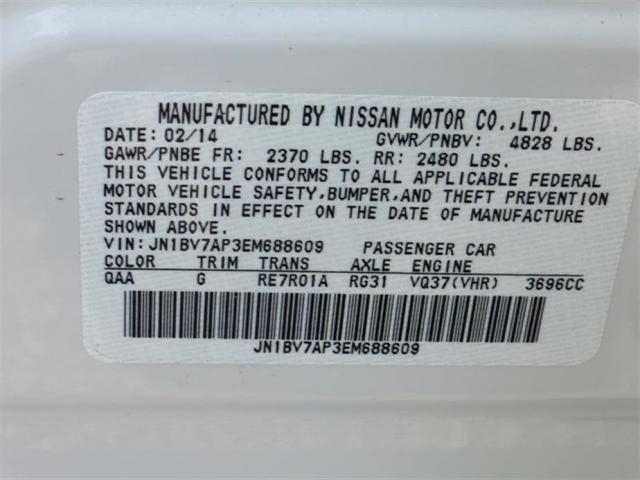 MANUFACTURED BY NISSAN MOTOR CO.,LTD.
DATE: 02/14 GVWR/PNBV: 4828 LBS.
GAWR/PNBE FR: 2370 LBS. RR: 2480 LBS.
THIS VEHICLE CONFORMS TO ALL APPLICABLE FEDERAL
MOTOR VEHICLE SAFETY,BUMPER,AND THEFT PREVENTION
STANDARDS IN EFFECT ON THE DATE OF MANUFACTURE
SHOWN ABOVE.
VIN: JN1BV7AP3EM688609 PASSENGER CAR
COLOR TRIM TRANS AXLE ENGINE
QAA G RE7R01A RG31 VQ37(VHR) 3696CC
JN1BV7AP3EM688609